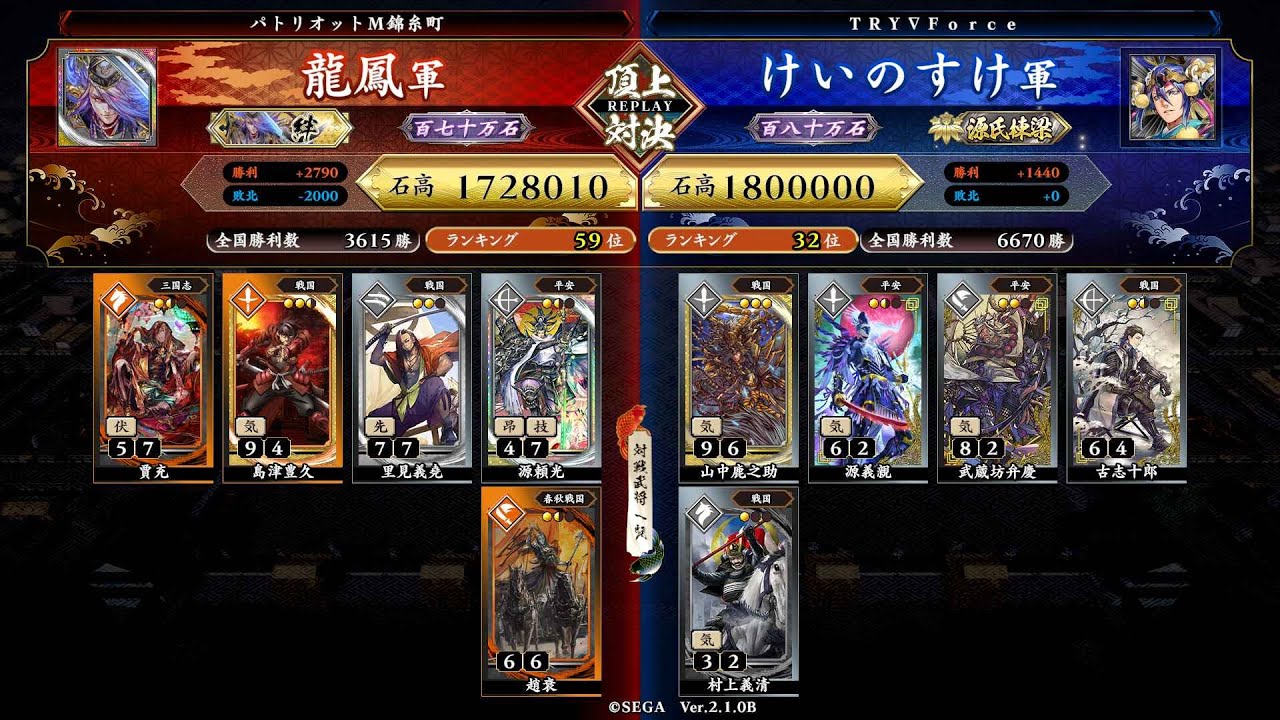 パトリオットM錦糸町
TRY∇Force
龍鳳軍
頂上
REPLAY
対決
けいのすけ軍
絆
百七十万石
百八十万石
源氏棟梁
勝利 +2790
敗北 -2000
石高 1728010
石高 1800000
勝利 +1440
敗北 +0
全国勝利数 3615勝
ランキング 59位
ランキング 32位
全国勝利数 6670勝
三国志
伏
5 7
賈充
戦国
気
9 4
島津豊久
戦国
先
7 7
里見義堯
平安
昂 技
4 7
源頼光
戦国
気
9 6
山中鹿之助
平安
気
6 2
源義親
平安
気
8 2
武蔵坊弁慶
戦国
6 4
古志十郎
対戦武将一覧
春秋戦国
6 6
趙衰
戦国
気
3 2
村上義清
©SEGA Ver.2.1.0B